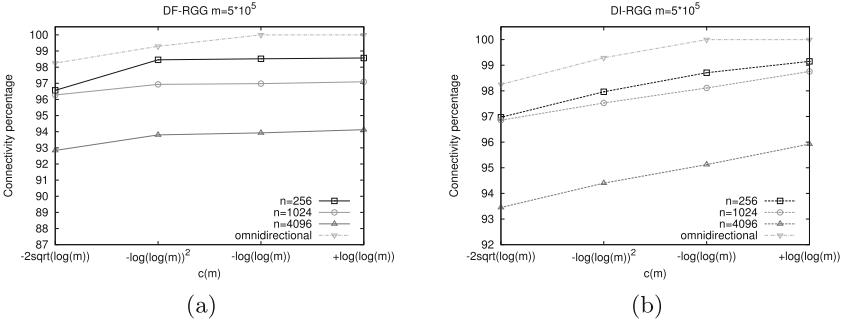 DF-RGG m=5*10^5
Connectivity percentage
100
99
98
97
96
95
94
93
92
91
90
89
88
87
n=256
n=1024
n=4096
omnidirectional
-2sqrt(log(m)) -log(log(m))^2 -log(log(m)) +log(log(m))
c(m)
(a)
DI-RGG m=5*10^5
Connectivity percentage
100
99
98
97
96
95
94
93
92
n=256
n=1024
n=4096
omnidirectional
-2sqrt(log(m)) -log(log(m))^2 -log(log(m)) +log(log(m))
c(m)
(b)